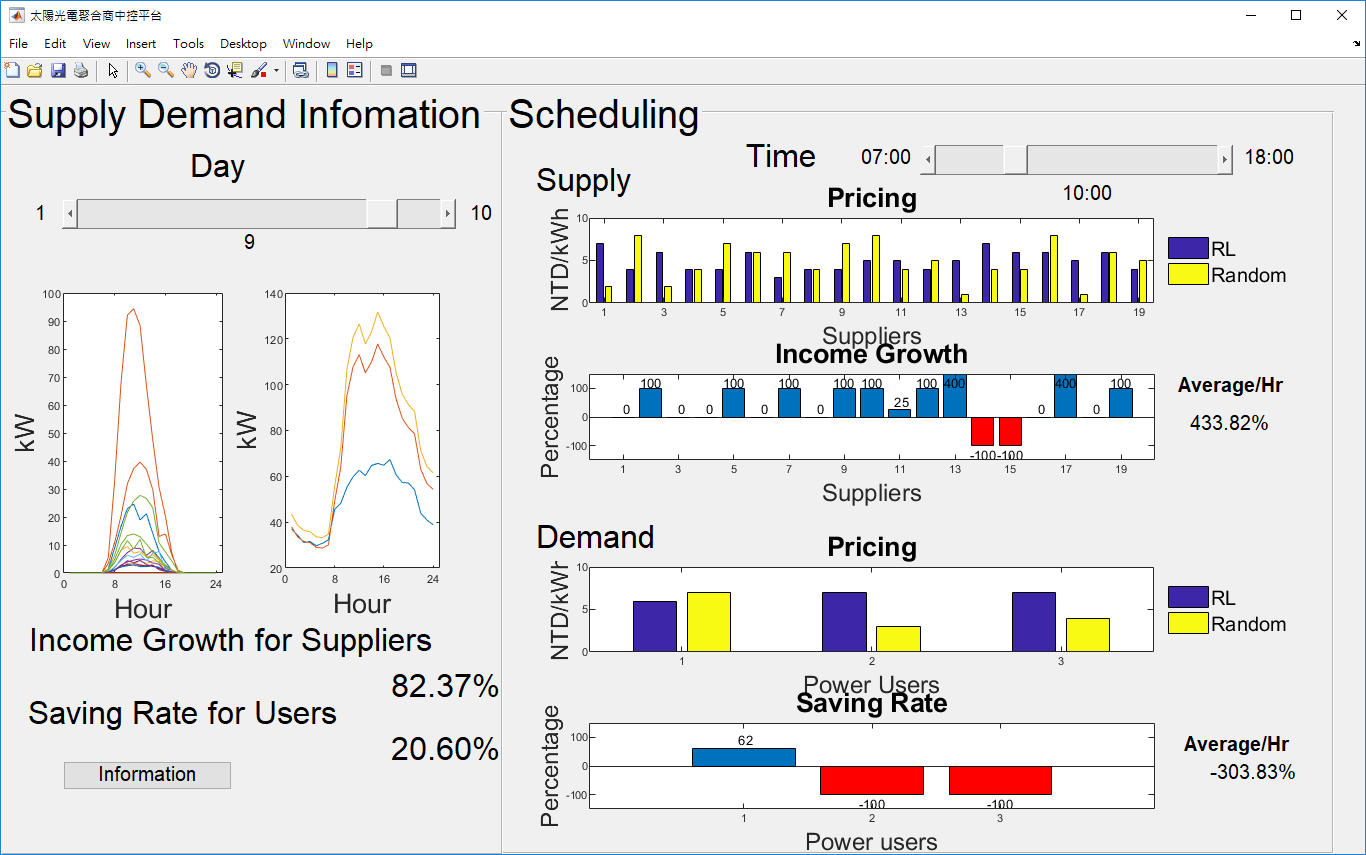 太陽光電聚合商中控平台
File Edit View Insert Tools Desktop Window Help
Supply Demand Infomation
Day
1 10
9
100
90
80
70
60
50
40
30
20
10
0
0 8 16 24
kW
Hour
140
120
100
80
60
40
20
0 8 16 24
kW
Hour
Income Growth for Suppliers
82.37%
Saving Rate for Users
20.60%
Information
Scheduling
Time 07:00 18:00
10:00
Supply
Pricing
NTD/kWh
10
5
0
1 3 5 7 9 11 13 15 17 19
Suppliers
RL
Random
Income Growth
Percentage
100
0
-100
0 100 0 0 100 0 100 0 100 100 25 100 400 -100 -100 0 400 0 100
1 3 5 7 9 11 13 15 17 19
Suppliers
Average/Hr
433.82%
Demand
Pricing
NTD/kWh
10
5
0
1 2 3
Power Users
RL
Random
Saving Rate
Percentage
100
0
-100
62 -100 -100
1 2 3
Power users
Average/Hr
-303.83%